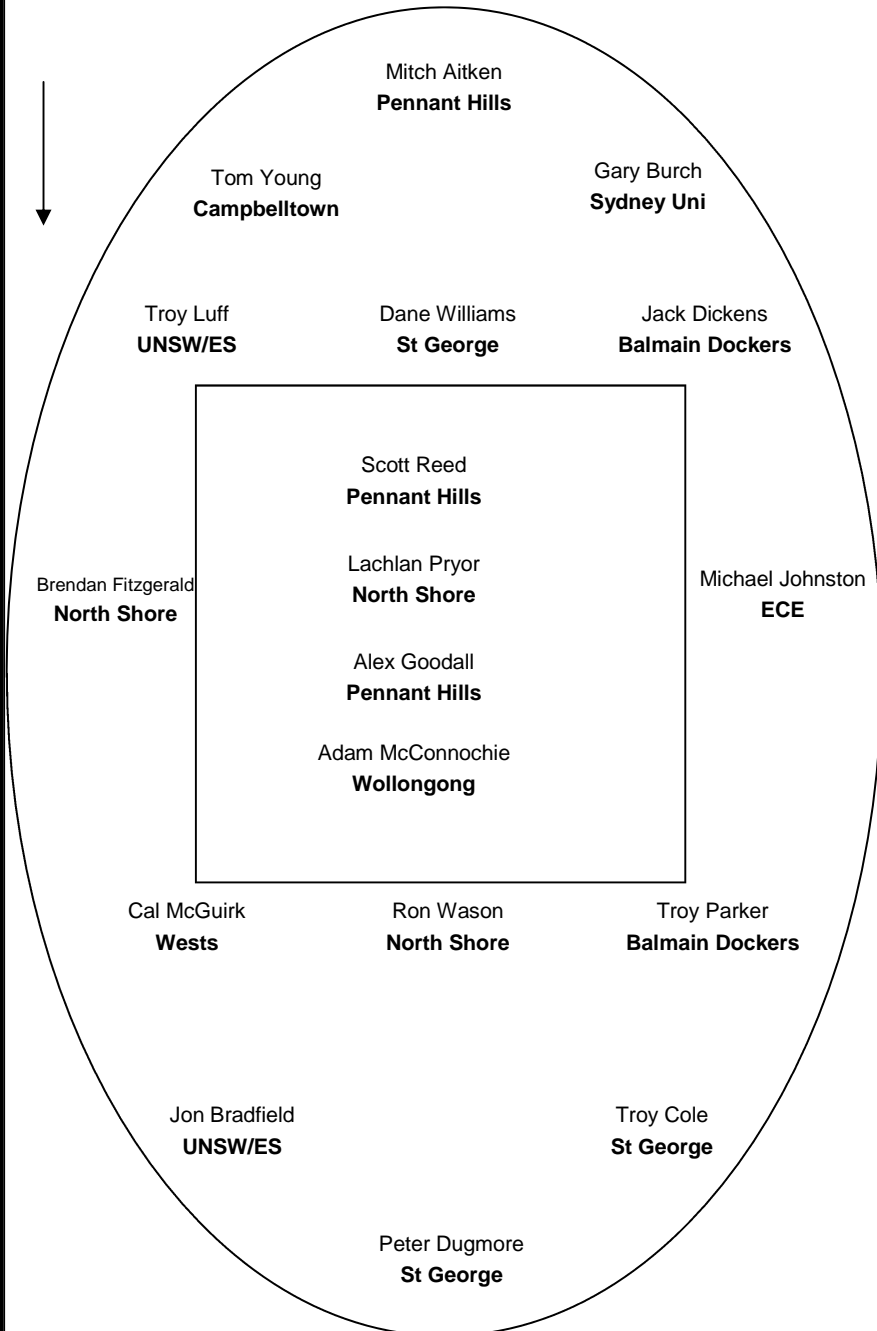 Mitch Aitken
Pennant Hills
Tom Young
Campbelltown
Gary Burch
Sydney Uni
Troy Luff
UNSW/ES
Dane Williams
St George
Jack Dickens
Balmain Dockers
Scott Reed
Pennant Hills
Lachlan Pryor
North Shore
Brendan Fitzgerald
North Shore
Michael Johnston
ECE
Alex Goodall
Pennant Hills
Adam McConnochie
Wollongong
Cal McGuirk
Wests
Ron Wason
North Shore
Troy Parker
Balmain Dockers
Jon Bradfield
UNSW/ES
Troy Cole
St George
Peter Dugmore
St George